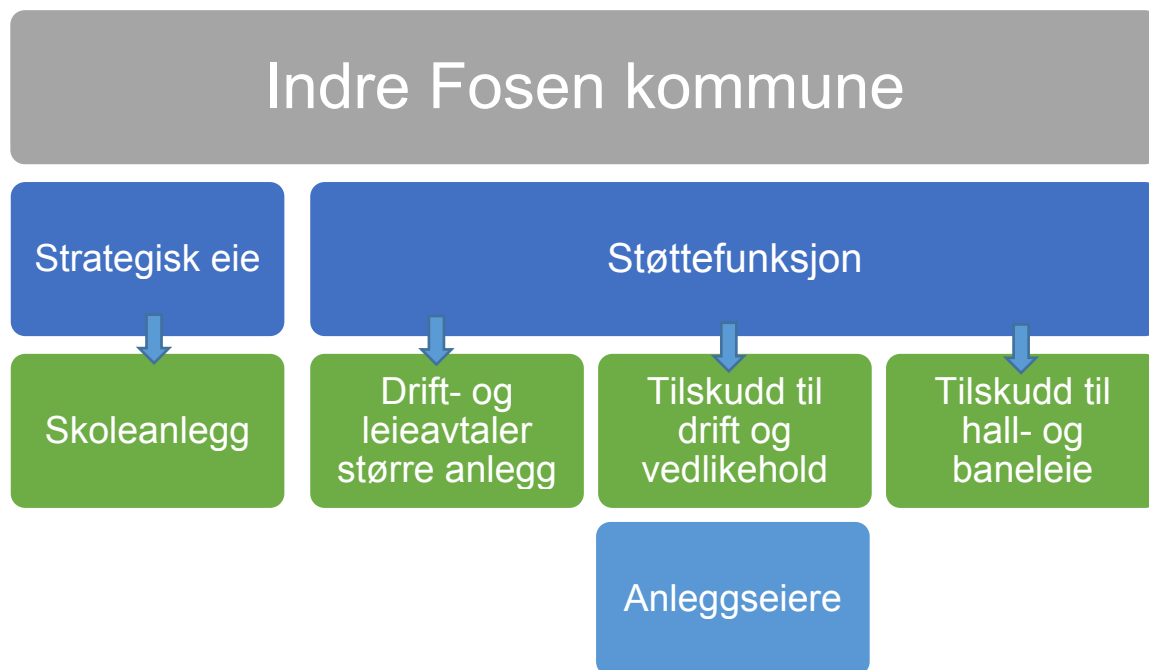 Indre Fosen kommune
Strategisk eie
Støttefunksjon
Skoleanlegg
Drift- og
leieavtaler
større anlegg
Tilskudd til
drift og
vedlikehold
Tilskudd til
hall- og
baneleie
Anleggseiere